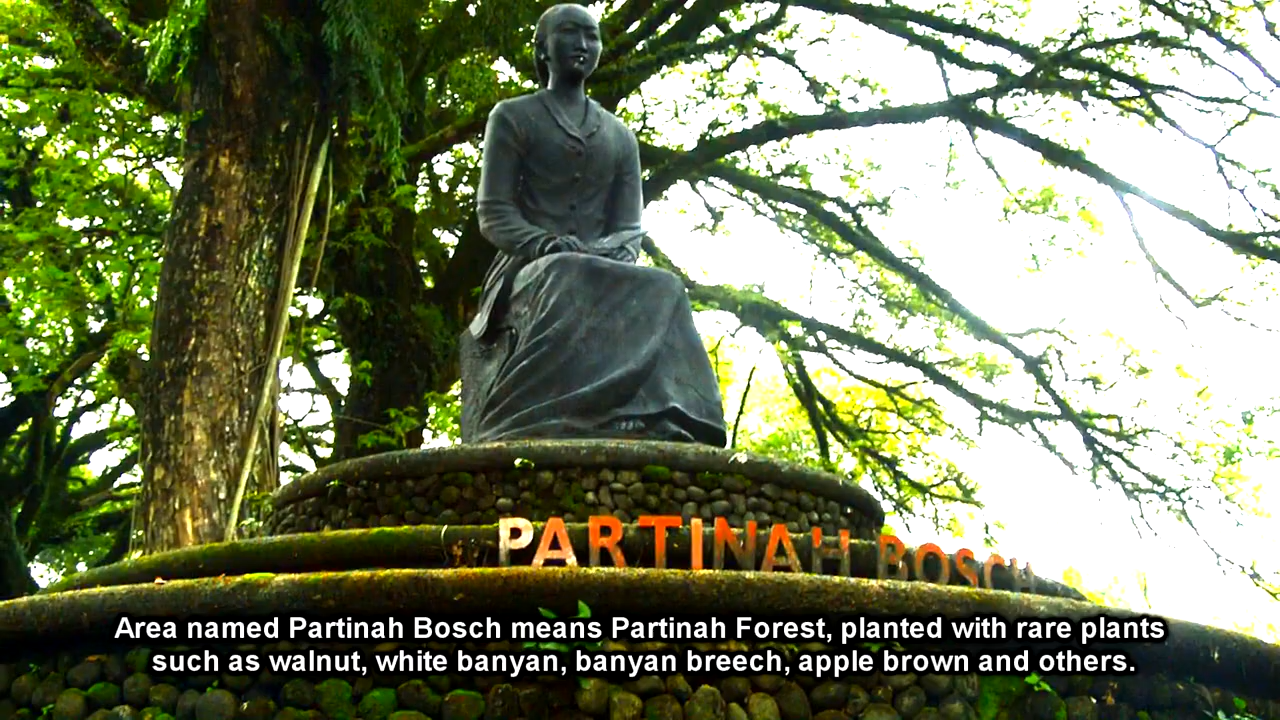 PARTINAH BOSCH
Area named Partinah Bosch means Partinah Forest, planted with rare plants
such as walnut, white banyan, banyan breech, apple brown and others.